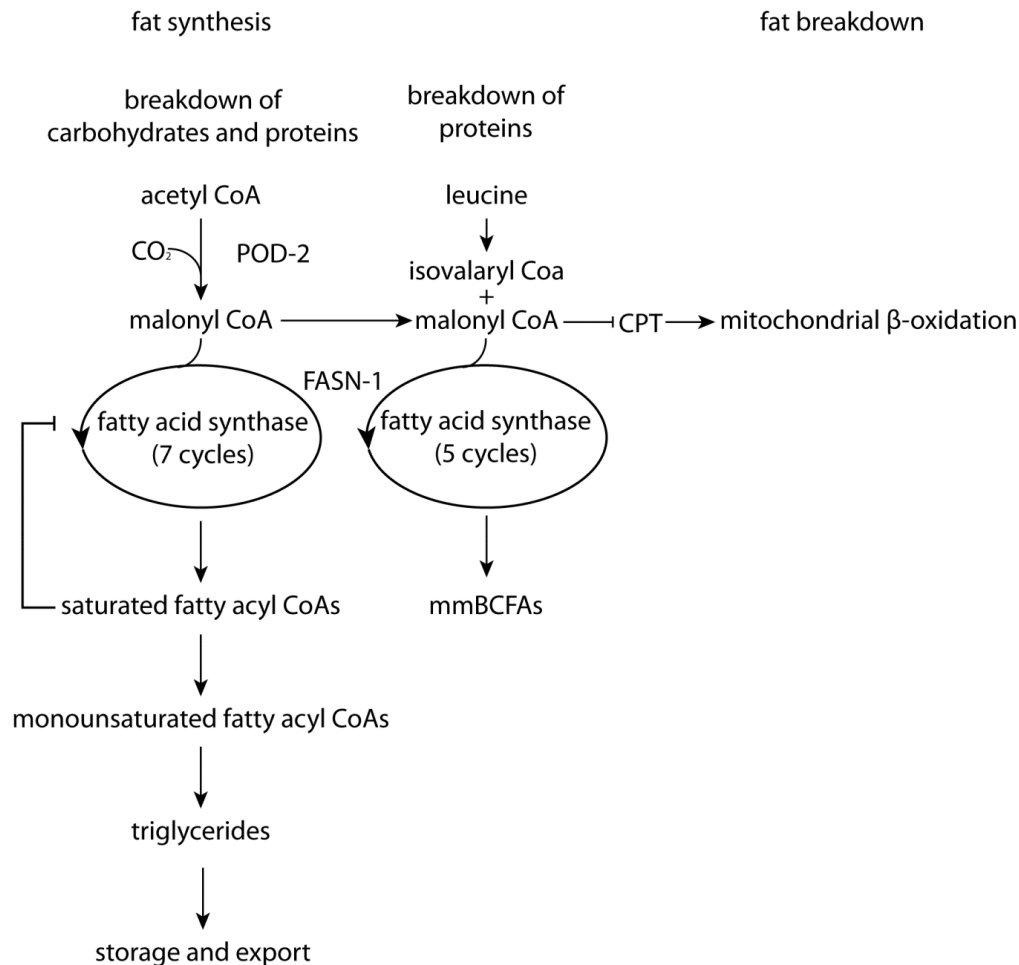 fat synthesis
fat breakdown
breakdown of
carbohydrates and proteins
breakdown of
proteins
acetyl CoA
leucine
CO₂
POD-2
isovalaryl Coa
+
malonyl CoA
malonyl CoA
CPT
mitochondrial β-oxidation
FASN-1
fatty acid synthase
(7 cycles)
fatty acid synthase
(5 cycles)
saturated fatty acyl CoAs
mmBCFAs
monounsaturated fatty acyl CoAs
triglycerides
storage and export